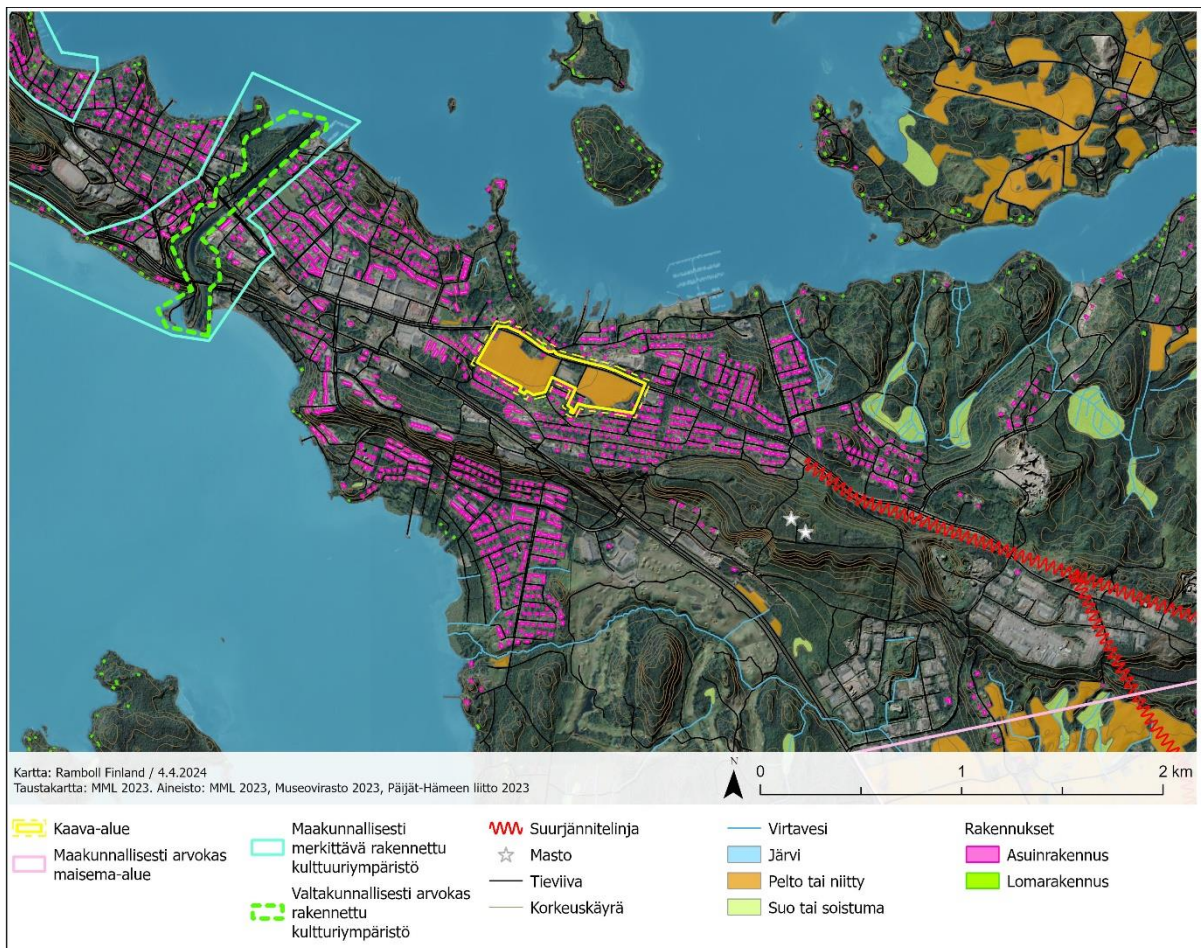 Kartta: Ramboll Finland / 4.4.2024
Taustakartta: MML 2023. Aineisto: MML 2023, Museovirasto 2023, Päijät-Hämeen liitto 2023
N
0
1
2 km
Kaava-alue
Maakunnallisesti arvokas
maisema-alue
Maakunnallisesti
merkittävä rakennettu
kulttuuriympäristö
Valtakunnallisesti arvokas
rakennettu
kultturiympäristö
Suurjännitelinja
Masto
Tieviiva
Korkeuskäyrä
Virtavesi
Järvi
Pelto tai niitty
Suo tai soistuma
Rakennukset
Asuinrakennus
Lomarakennus